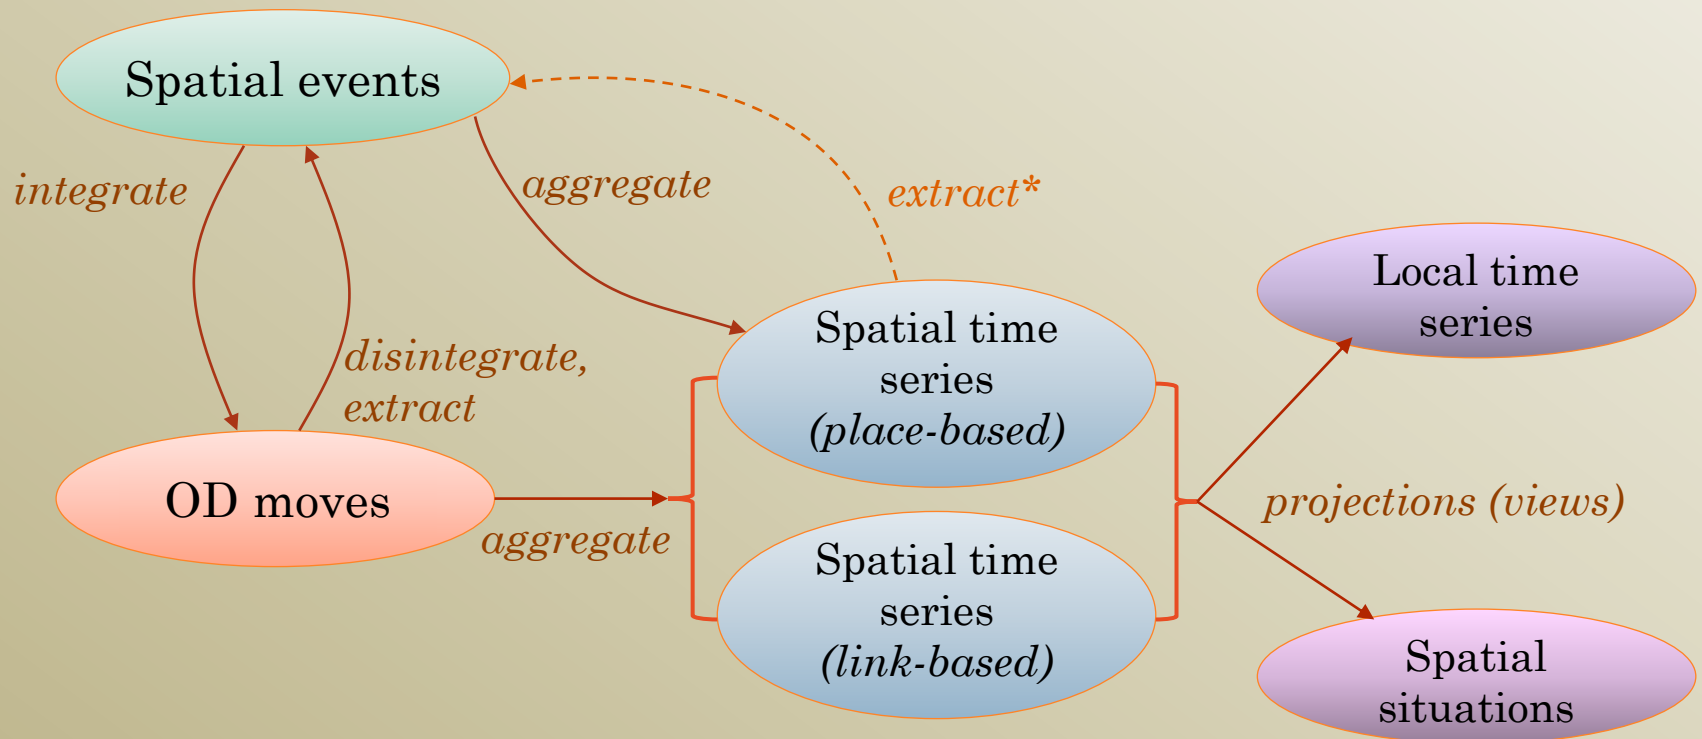 Spatial events
integrate
aggregate
extract*
disintegrate,
extract
OD moves
aggregate
Spatial time
series
(place-based)
Spatial time
series
(link-based)
Local time
series
projections (views)
Spatial
situations